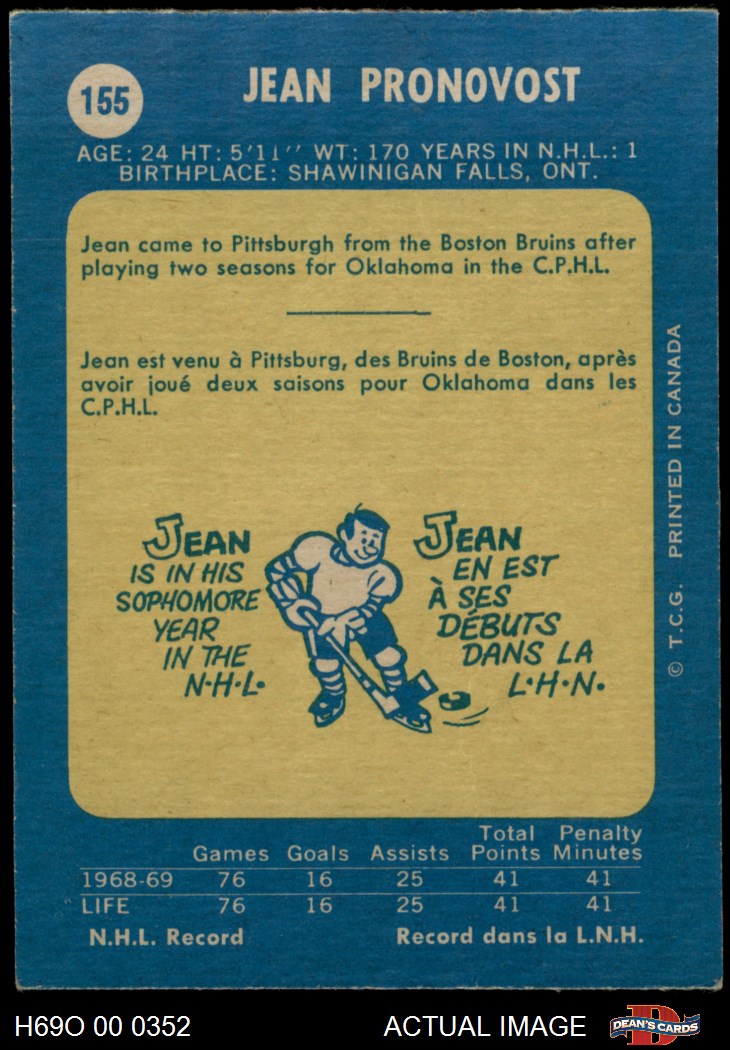 155
JEAN PRONOVOST
AGE: 24 HT: 5'11'' WT: 170 YEARS IN N.H.L.: 1
BIRTHPLACE: SHAWINIGAN FALLS, ONT.
Jean came to Pittsburgh from the Boston Bruins after
playing two seasons for Oklahoma in the C.P.H.L.
Jean est venu à Pittsburg, des Bruins de Boston, après
avoir joué deux saisons pour Oklahoma dans les
C.P.H.L.
JEAN
IS IN HIS
SOPHOMORE
YEAR
IN THE
N·H·L·
JEAN
EN EST
À SES
DÉBUTS
DANS LA
L·H·N·
© T.C.G. PRINTED IN CANADA
Total Penalty
Games Goals Assists Points Minutes
1968-69 76 16 25 41 41
LIFE 76 16 25 41 41
N.H.L. Record Record dans la L.N.H.
H69O 00 0352 ACTUAL IMAGE
D
DEAN'S CARDS